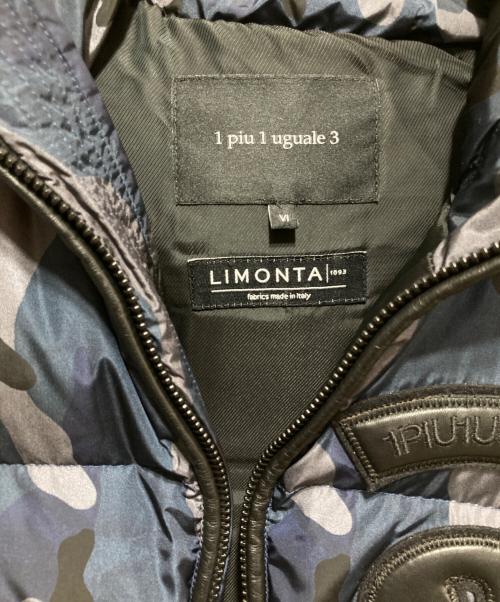 1 piu 1 uguale 3
VI
LIMONTA 1893
fabrics made in Italy
1PIU1U